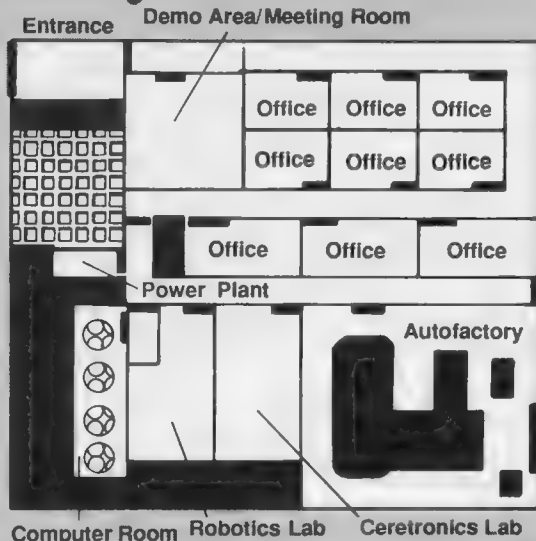 Demo Area/Meeting Room
Entrance
Office Office Office
Office Office Office
Office Office Office
Power Plant
Autofactory
Computer Room Robotics Lab Ceretronics Lab